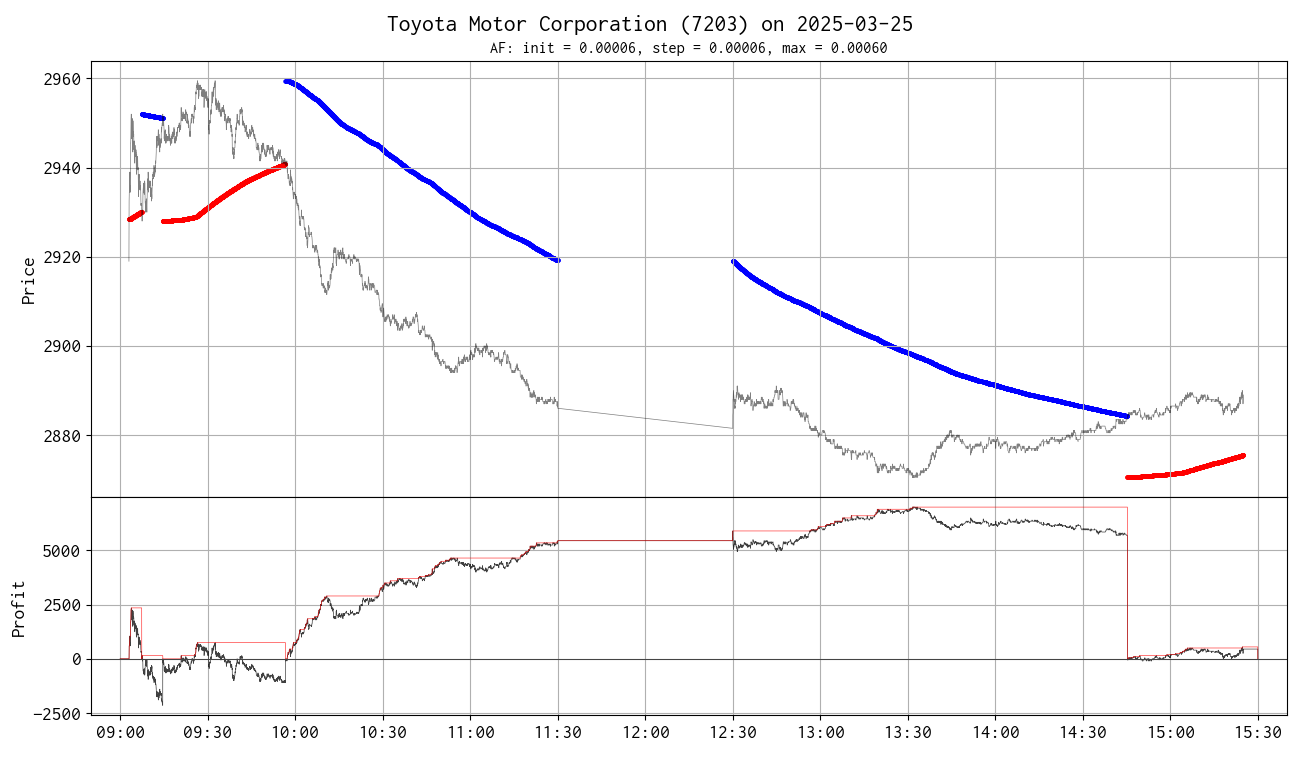 Toyota Motor Corporation (7203) on 2025-03-25
AF: init = 0.00006, step = 0.00006, max = 0.00060
Price
2960
2940
2920
2900
2880
Profit
5000
2500
0
−2500
09:00 09:30 10:00 10:30 11:00 11:30 12:00 12:30 13:00 13:30 14:00 14:30 15:00 15:30